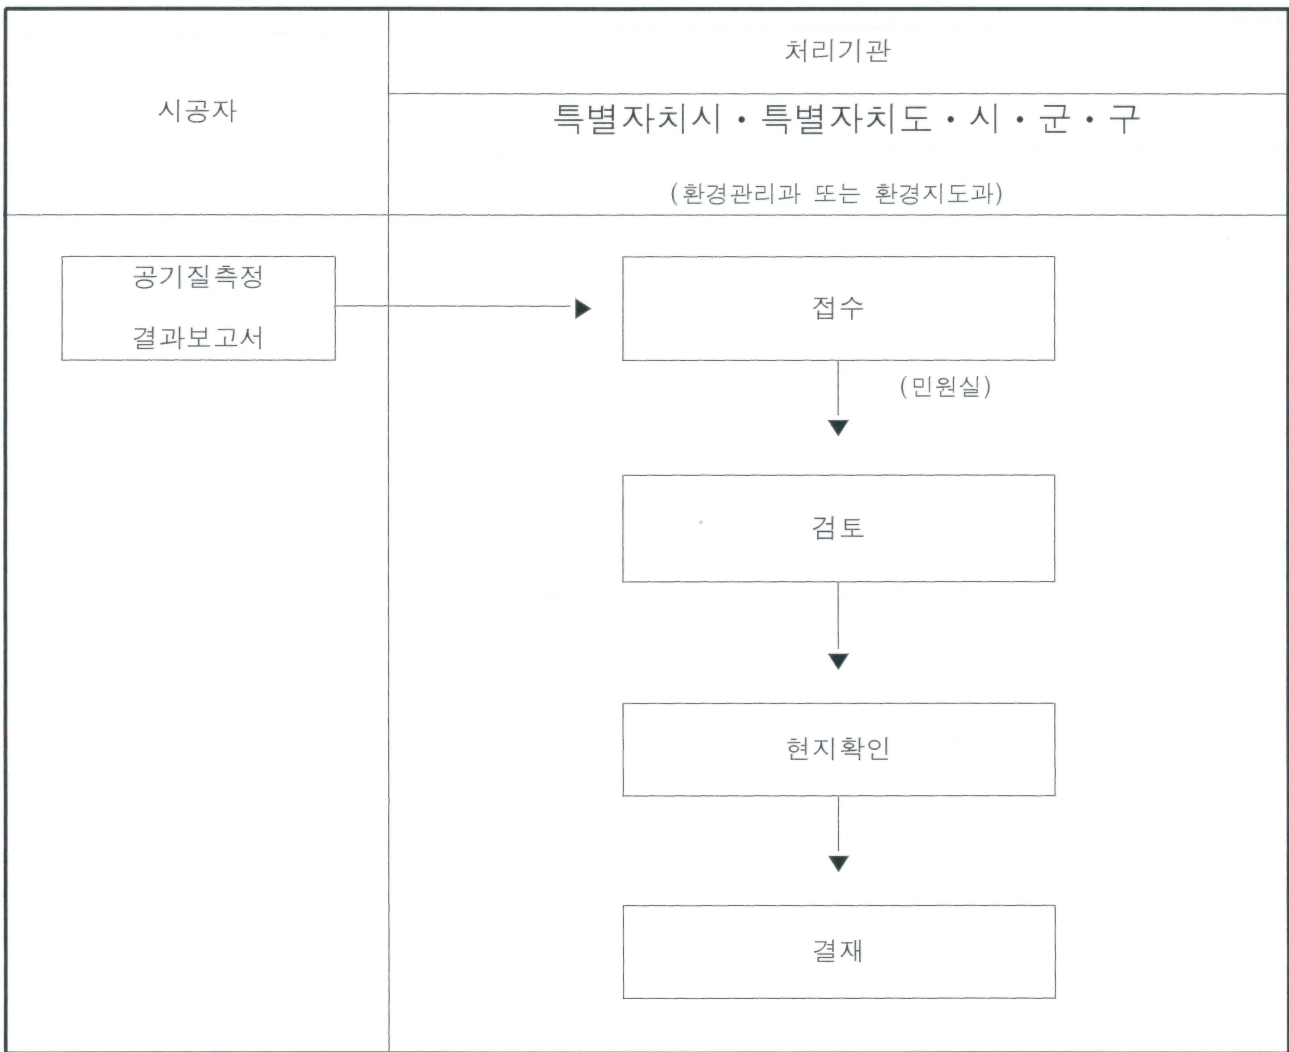 처리기관
시공자
특별자치시・특별자치도・시・군・구
(환경관리과 또는 환경지도과)
공기질측정
결과보고서
접수
(민원실)
검토
현지확인
결재